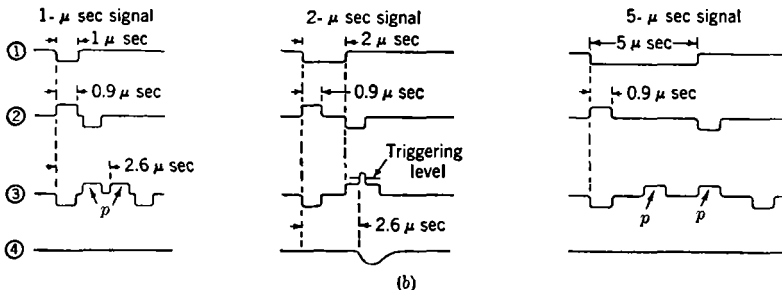 1- μ sec signal
2- μ sec signal
5- μ sec signal
① 1 μ sec
2 μ sec
5 μ sec
② 0.9 μ sec
0.9 μ sec
0.9 μ sec
③ 2.6 μ sec
p
Triggering
level
2.6 μ sec
p p
④
(b)